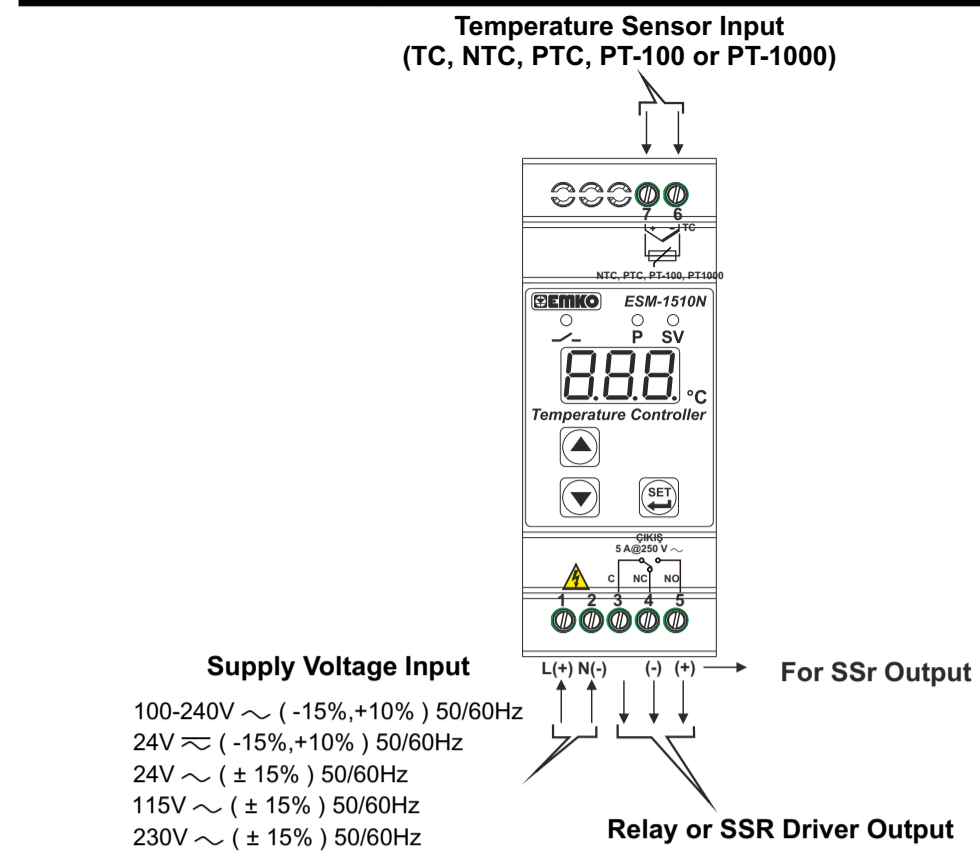 Temperature Sensor Input
(TC, NTC, PTC, PT-100 or PT-1000)
7 6
+ - TC
NTC, PTC, PT-100, PT1000
EMKO ESM-1510N
P SV
8.8.8. °C
Temperature Controller
SET
ÇIKIŞ
5 A@250 V ~
C NC NO
1 2 3 4 5
L(+) N(-) (-) (+) For SSr Output
Supply Voltage Input
100-240V ~ ( -15%,+10% ) 50/60Hz
24V ⎓~ ( -15%,+10% ) 50/60Hz
24V ~ ( ± 15% ) 50/60Hz
115V ~ ( ± 15% ) 50/60Hz
230V ~ ( ± 15% ) 50/60Hz
Relay or SSR Driver Output